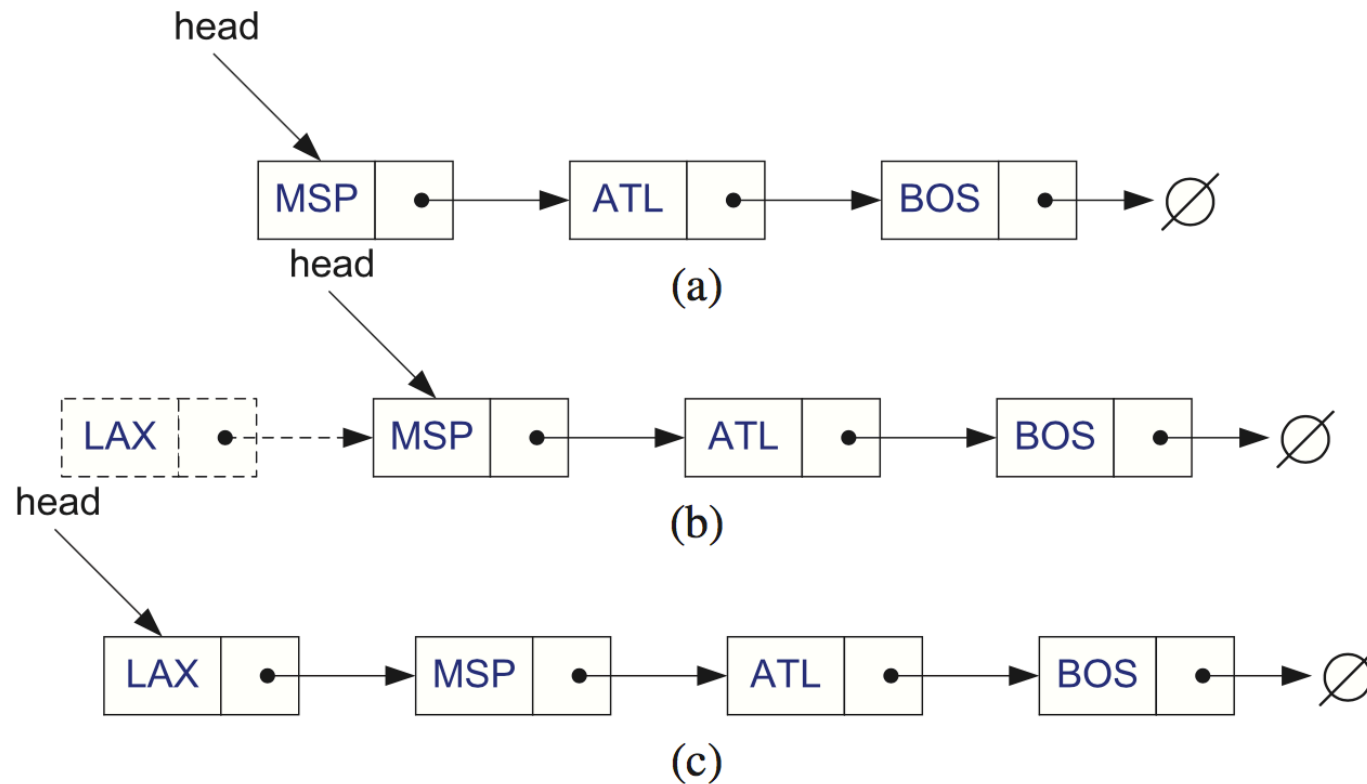 head
MSP ATL BOS
head
(a)
LAX MSP ATL BOS
head
(b)
LAX MSP ATL BOS
(c)